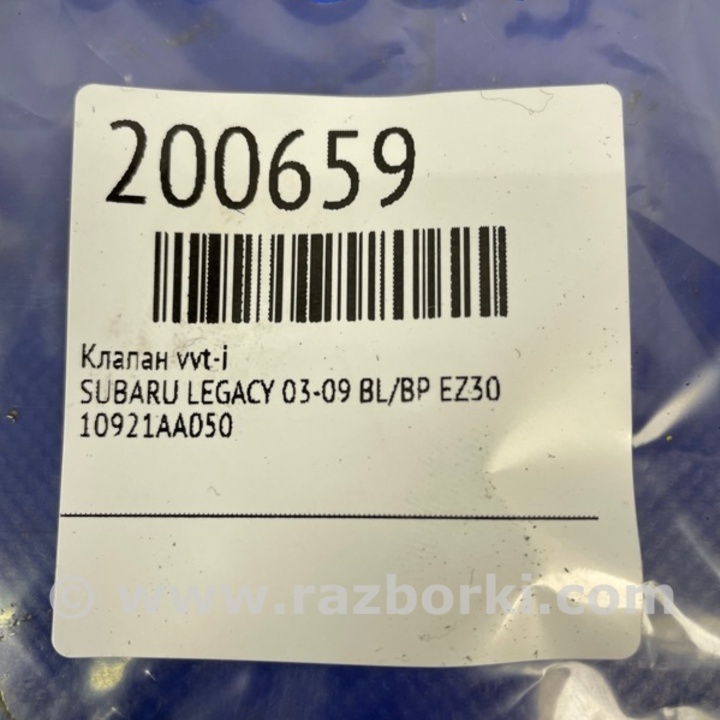 200659
Клапан vvt-i
SUBARU LEGACY 03-09 BL/BP EZ30
10921AA050
© www.razborki.com